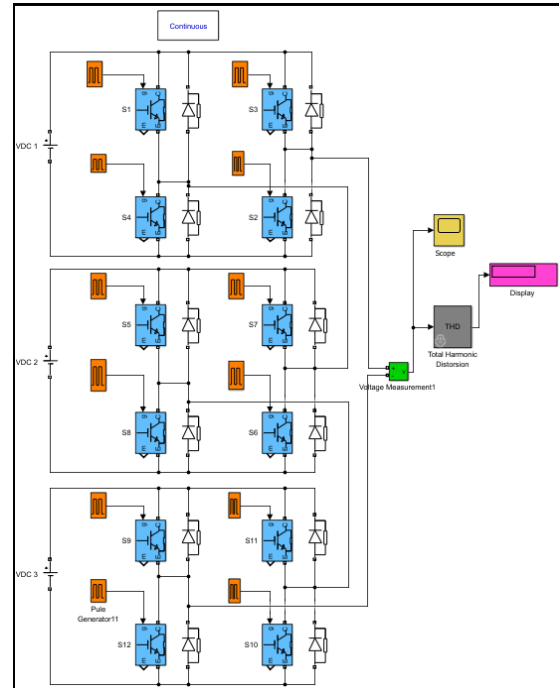 Continuous
S1
S3
VDC 1
S4
S2
Scope
Display
S5
S7
THD
Total Harmonic
Distorsion
VDC 2
Voltage Measurement1
S8
S6
S9
S11
VDC 3
Pule
Generator11
S12
S10